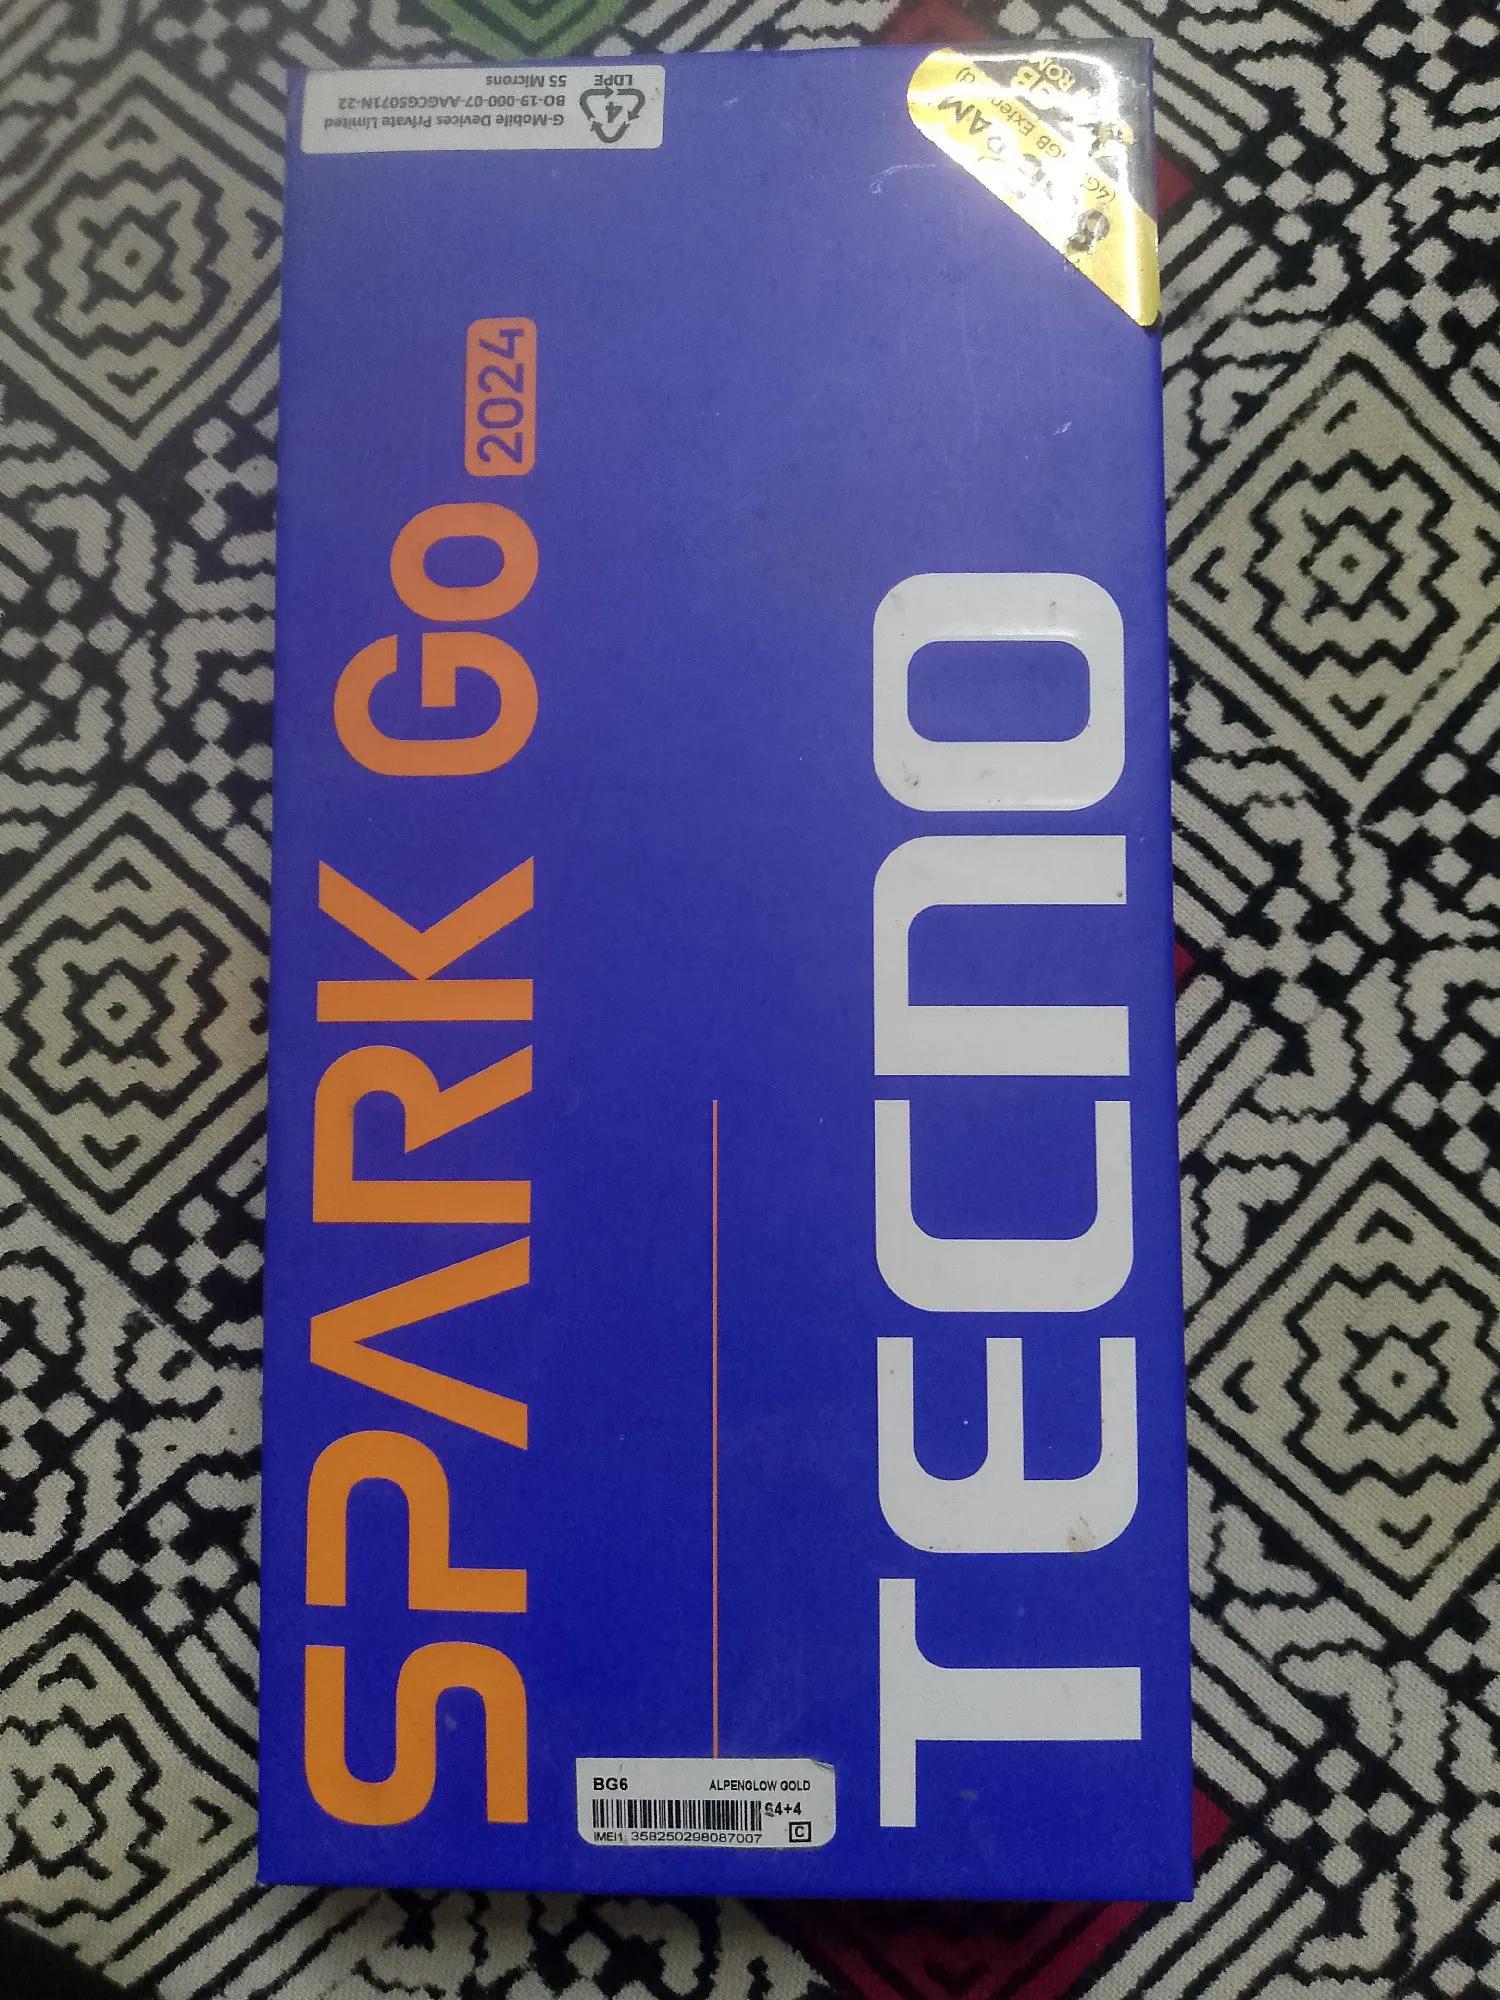 G-Mobile Devices Private Limited
BO-19-000-07-AAGCG5071N-22
55 Microns
4
LDPE
SPARK Go 2024
TECNO
BG6 ALPENGLOW GOLD
64+4
IMEI1 358250298087007
C